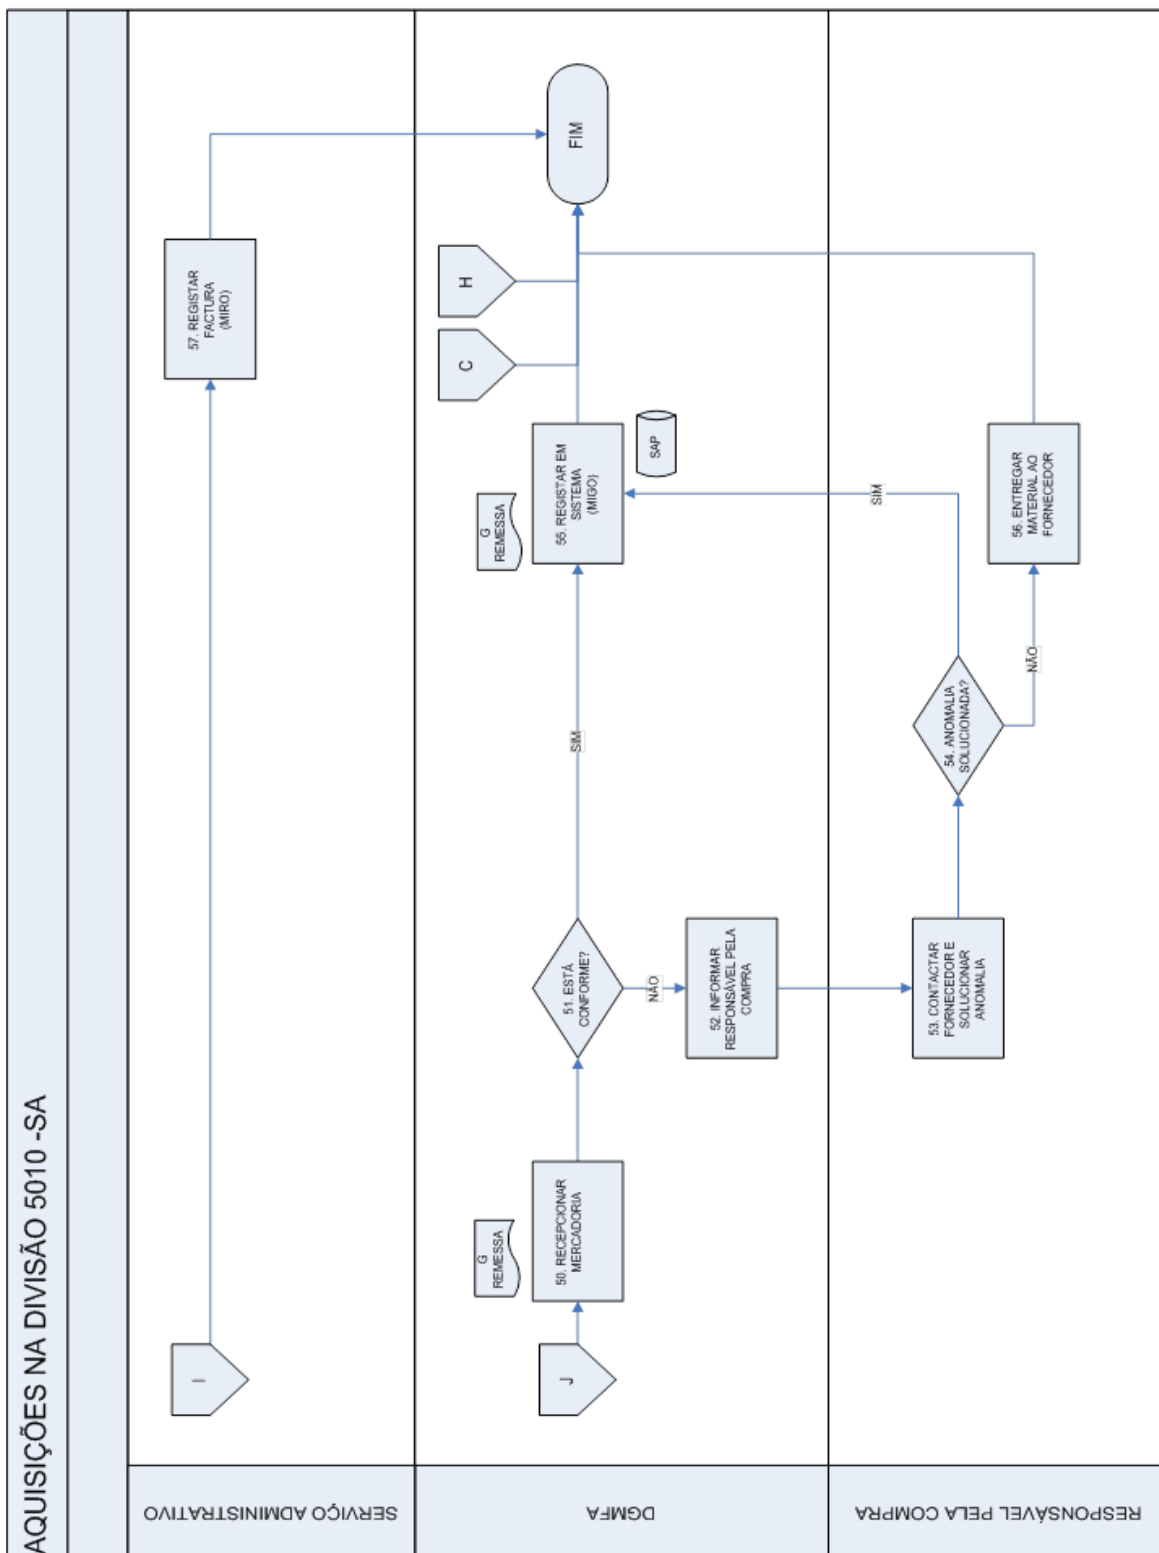 AQUISIÇÕES NA DIVISÃO 5010 -SA
SERVIÇO ADMINISTRATIVO
I
57. REGISTAR
FACTURA
(MIRO)
DGMFA
J
G
REMESSA
50. RECEPCIONAR
MERCADORIA
51. ESTÁ
CONFORME?
SIM
NÃO
52. INFORMAR
RESPONSÁVEL PELA
COMPRA
G
REMESSA
55. REGISTAR EM
SISTEMA
(MIGO)
SAP
C
H
FIM
RESPONSÁVEL PELA COMPRA
53. CONTACTAR
FORNECEDOR E
SOLUCIONAR
ANOMALIA
54. ANOMALIA
SOLUCIONADA?
SIM
NÃO
56. ENTREGAR
MATERIAL AO
FORNECEDOR